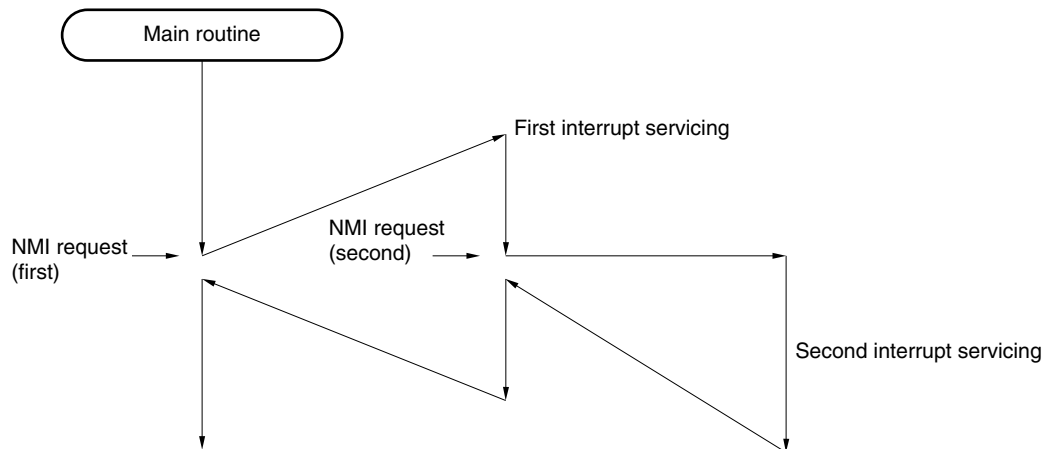 Main routine
First interrupt servicing
NMI request
(first)
NMI request
(second)
Second interrupt servicing